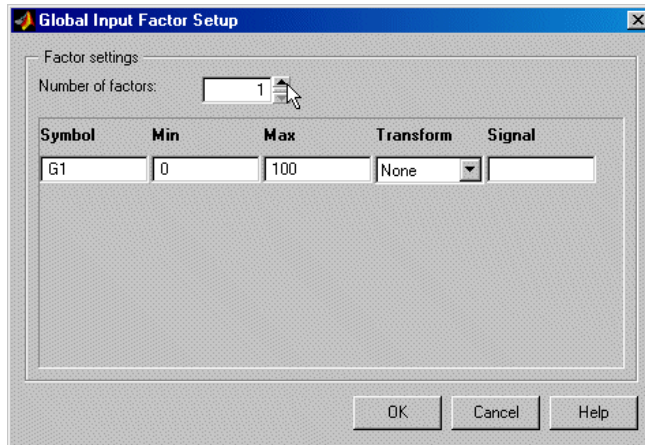 Global Input Factor Setup
Factor settings
Number of factors: 1
Symbol Min Max Transform Signal
G1 0 100 None
OK Cancel Help